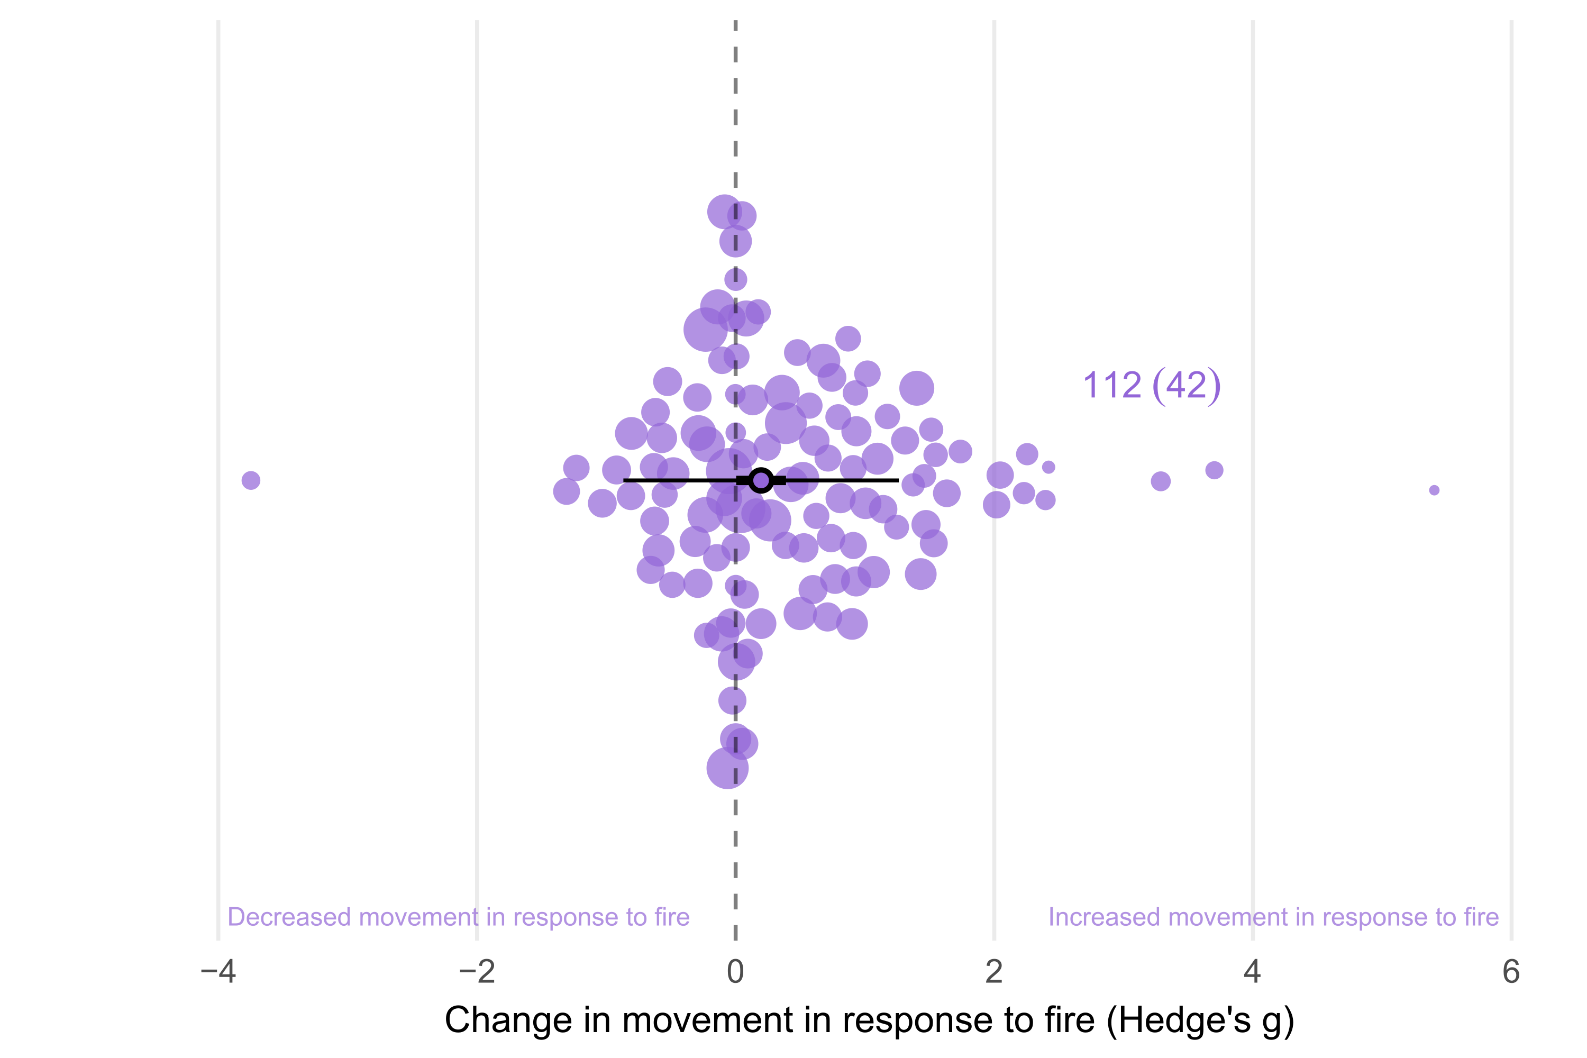 112 (42)
Decreased movement in response to fire
Increased movement in response to fire
−4 −2 0 2 4 6
Change in movement in response to fire (Hedge's g)